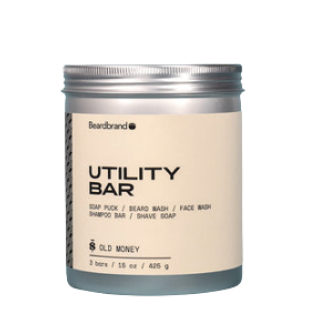 Beardbrand
UTILITY
BAR
SOAP PUCK / BEARD WASH / FACE WASH
SHAMPOO BAR / SHAVE SOAP
OLD MONEY
3 bars / 15 oz / 425 g